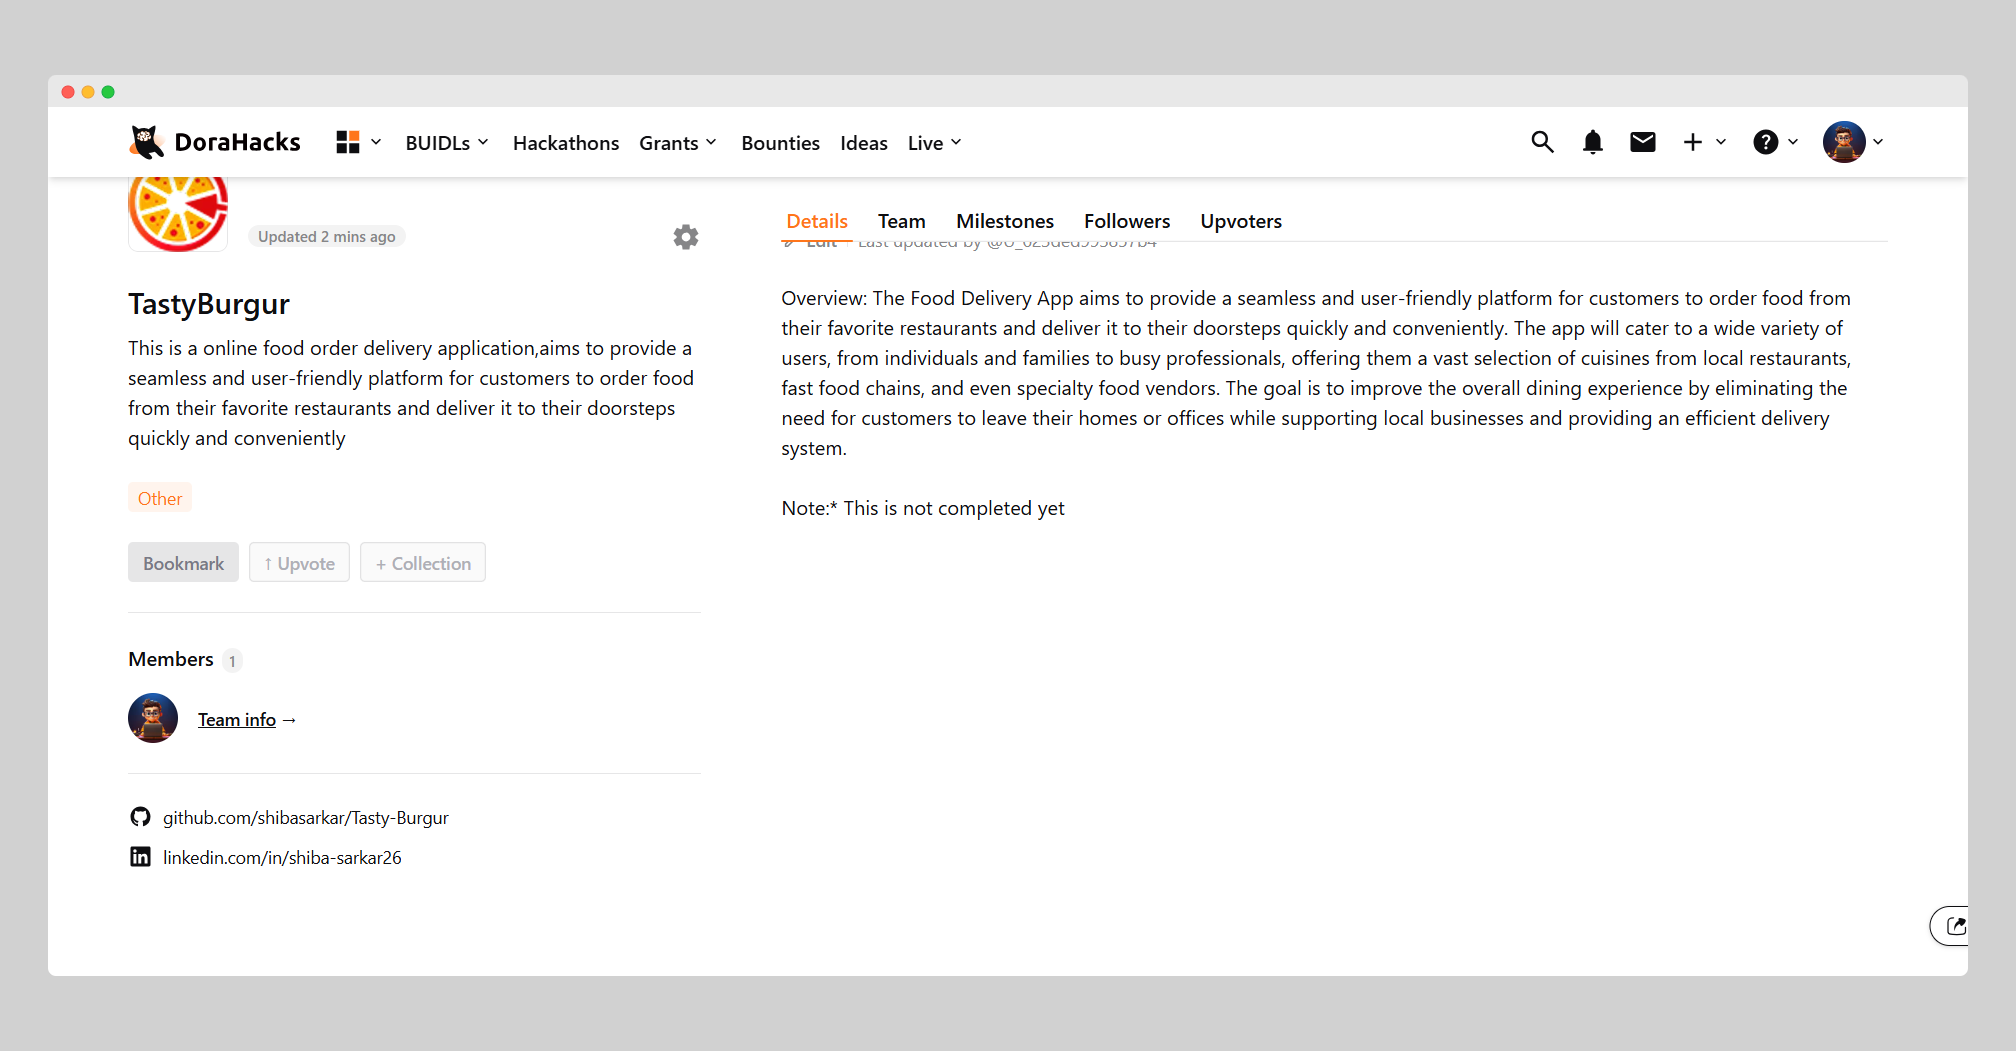 DoraHacks
BUIDLs
Hackathons
Grants
Bounties
Ideas
Live
Updated 2 mins ago
TastyBurgur
This is a online food order delivery application,aims to provide a
seamless and user-friendly platform for customers to order food
from their favorite restaurants and deliver it to their doorsteps
quickly and conveniently
Other
Bookmark
↑ Upvote
+ Collection
Members 1
Team info →
github.com/shibasarkar/Tasty-Burgur
linkedin.com/in/shiba-sarkar26
Details
Team
Milestones
Followers
Upvoters
Edit
Last updated by
Overview: The Food Delivery App aims to provide a seamless and user-friendly platform for customers to order food from
their favorite restaurants and deliver it to their doorsteps quickly and conveniently. The app will cater to a wide variety of
users, from individuals and families to busy professionals, offering them a vast selection of cuisines from local restaurants,
fast food chains, and even specialty food vendors. The goal is to improve the overall dining experience by eliminating the
need for customers to leave their homes or offices while supporting local businesses and providing an efficient delivery
system.
Note:* This is not completed yet